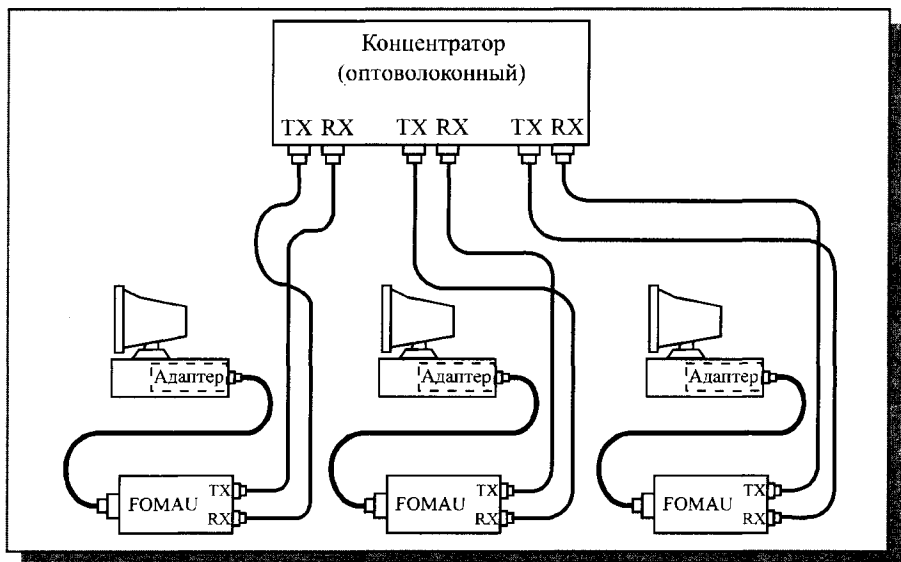 Концентратор
(оптоволоконный)
TX RX TX RX TX RX
Адаптер Адаптер Адаптер
TX TX TX
FOMAU FOMAU FOMAU
RX RX RX